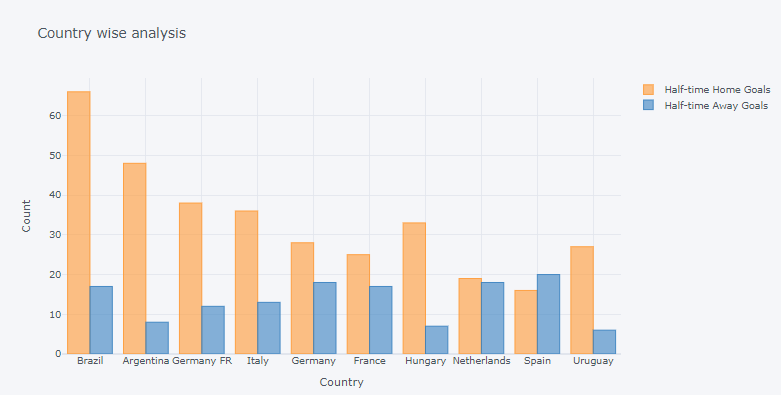 Country wise analysis
Half-time Home Goals
Half-time Away Goals
Count
60
50
40
30
20
10
0
Brazil Argentina Germany FR Italy Germany France Hungary Netherlands Spain Uruguay
Country